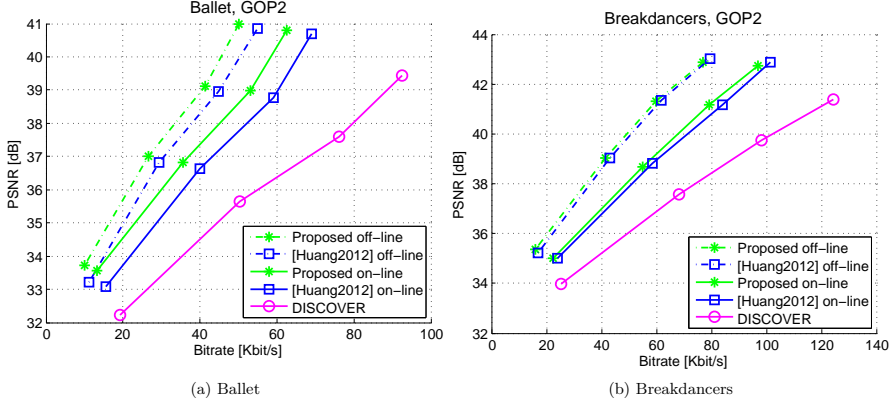 Ballet, GOP2
41
40
39
38
37
36
35
34
33
32
PSNR [dB]
0
20
40
60
80
100
Bitrate [Kbit/s]
Proposed off-line
[Huang2012] off-line
Proposed on-line
[Huang2012] on-line
DISCOVER
(a) Ballet
Breakdancers, GOP2
44
42
40
38
36
34
32
PSNR [dB]
0
20
40
60
80
100
120
140
Bitrate [Kbit/s]
Proposed off-line
[Huang2012] off-line
Proposed on-line
[Huang2012] on-line
DISCOVER
(b) Breakdancers